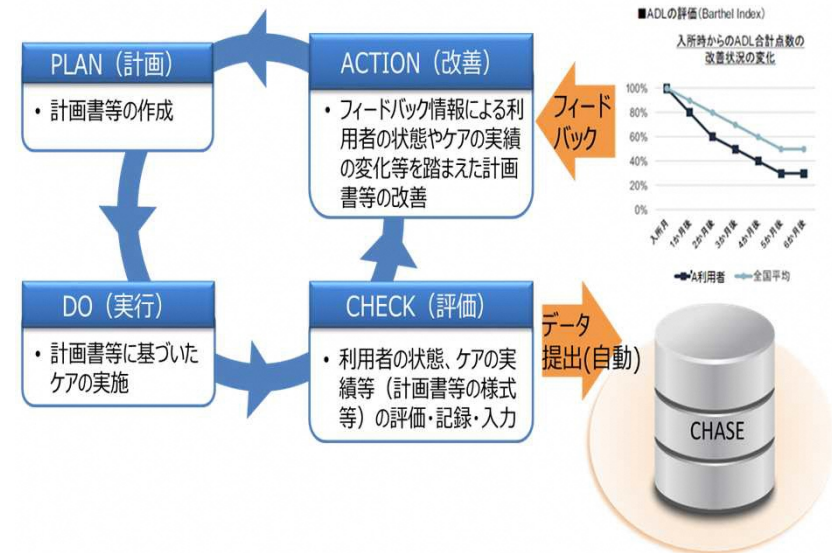 PLAN（計画）
・ 計画書等の作成
ACTION（改善）
・ フィードバック情報による利
用者の状態やケアの実績
の変化等を踏まえた計画
書等の改善
フィード
バック
■ADLの評価（Barthel Index）
入所時からのADL合計点数の
改善状況の変化
100%
80%
60%
40%
20%
0%
入所月
1か月後
2か月後
3か月後
4か月後
5か月後
6か月後
A利用者
全国平均
DO（実行）
・ 計画書等に基づいた
ケアの実施
CHECK（評価）
・ 利用者の状態、ケアの実
績等（計画書等の様式
等）の評価・記録・入力
データ
提出(自動)
CHASE